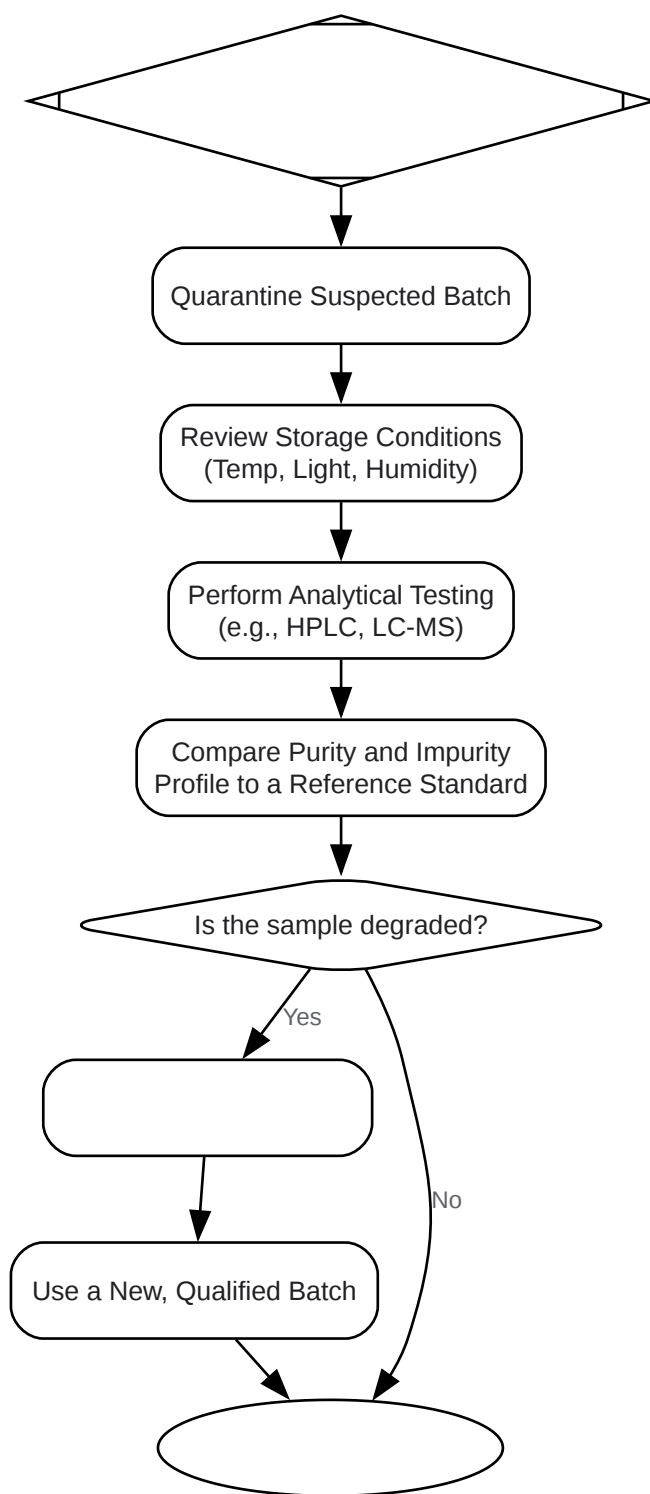 Quarantine Suspected Batch
Review Storage Conditions
(Temp, Light, Humidity)
Perform Analytical Testing
(e.g., HPLC, LC-MS)
Compare Purity and Impurity
Profile to a Reference Standard
Is the sample degraded?
Yes
No
Use a New, Qualified Batch